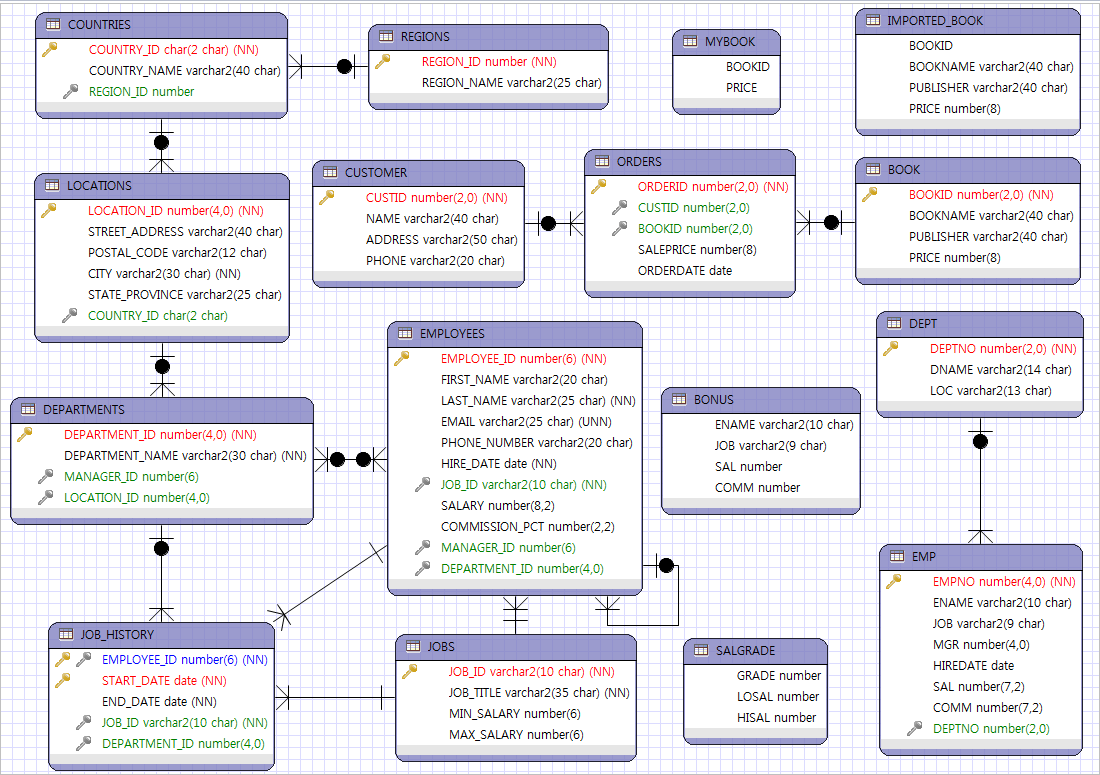 COUNTRIES
COUNTRY_ID char(2 char) (NN)
COUNTRY_NAME varchar2(40 char)
REGION_ID number
REGIONS
REGION_ID number (NN)
REGION_NAME varchar2(25 char)
MYBOOK
BOOKID
PRICE
IMPORTED_BOOK
BOOKID
BOOKNAME varchar2(40 char)
PUBLISHER varchar2(40 char)
PRICE number(8)
LOCATIONS
LOCATION_ID number(4,0) (NN)
STREET_ADDRESS varchar2(40 char)
POSTAL_CODE varchar2(12 char)
CITY varchar2(30 char) (NN)
STATE_PROVINCE varchar2(25 char)
COUNTRY_ID char(2 char)
CUSTOMER
CUSTID number(2,0) (NN)
NAME varchar2(40 char)
ADDRESS varchar2(50 char)
PHONE varchar2(20 char)
ORDERS
ORDERID number(2,0) (NN)
CUSTID number(2,0)
BOOKID number(2,0)
SALEPRICE number(8)
ORDERDATE date
BOOK
BOOKID number(2,0) (NN)
BOOKNAME varchar2(40 char)
PUBLISHER varchar2(40 char)
PRICE number(8)
DEPARTMENTS
DEPARTMENT_ID number(4,0) (NN)
DEPARTMENT_NAME varchar2(30 char) (NN)
MANAGER_ID number(6)
LOCATION_ID number(4,0)
EMPLOYEES
EMPLOYEE_ID number(6) (NN)
FIRST_NAME varchar2(20 char)
LAST_NAME varchar2(25 char) (NN)
EMAIL varchar2(25 char) (UNN)
PHONE_NUMBER varchar2(20 char)
HIRE_DATE date (NN)
JOB_ID varchar2(10 char) (NN)
SALARY number(8,2)
COMMISSION_PCT number(2,2)
MANAGER_ID number(6)
DEPARTMENT_ID number(4,0)
BONUS
ENAME varchar2(10 char)
JOB varchar2(9 char)
SAL number
COMM number
DEPT
DEPTNO number(2,0) (NN)
DNAME varchar2(14 char)
LOC varchar2(13 char)
JOB_HISTORY
EMPLOYEE_ID number(6) (NN)
START_DATE date (NN)
END_DATE date (NN)
JOB_ID varchar2(10 char) (NN)
DEPARTMENT_ID number(4,0)
JOBS
JOB_ID varchar2(10 char) (NN)
JOB_TITLE varchar2(35 char) (NN)
MIN_SALARY number(6)
MAX_SALARY number(6)
SALGRADE
GRADE number
LOSAL number
HISAL number
EMP
EMPNO number(4,0) (NN)
ENAME varchar2(10 char)
JOB varchar2(9 char)
MGR number(4,0)
HIREDATE date
SAL number(7,2)
COMM number(7,2)
DEPTNO number(2,0)